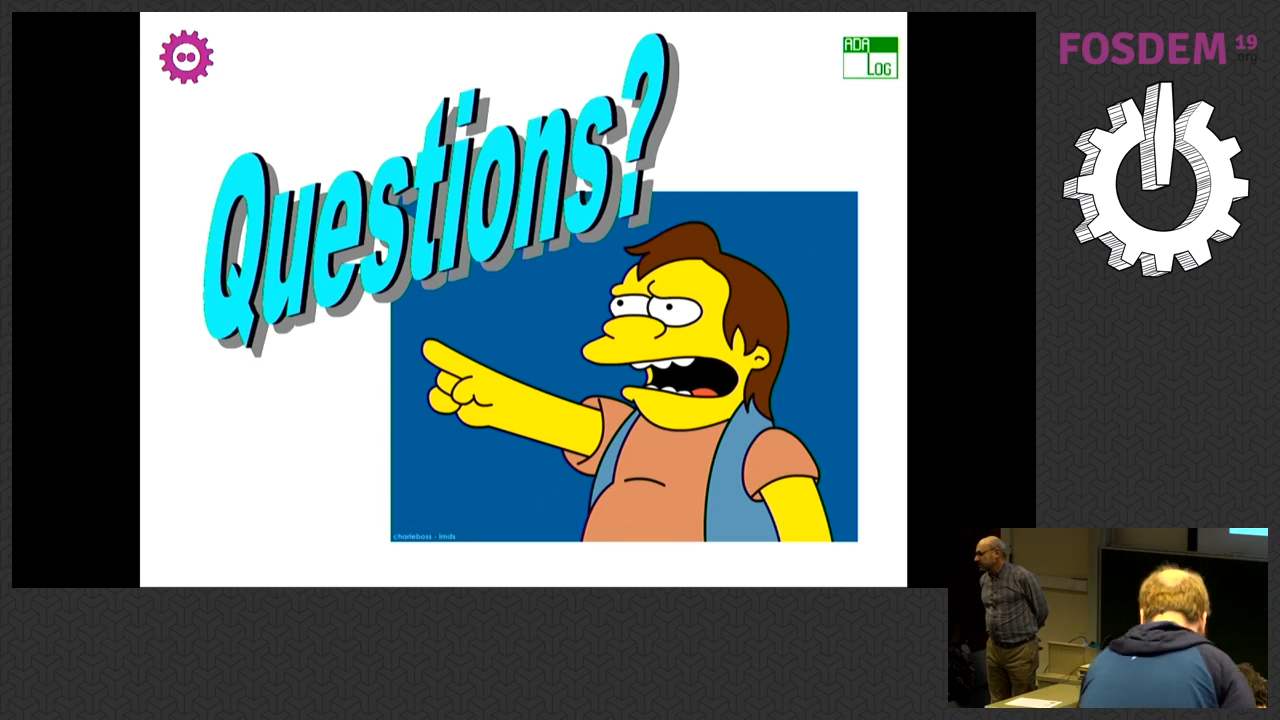 FOSDEM 19
.org
ADA
LOG
Questions?
charleboss - lmds